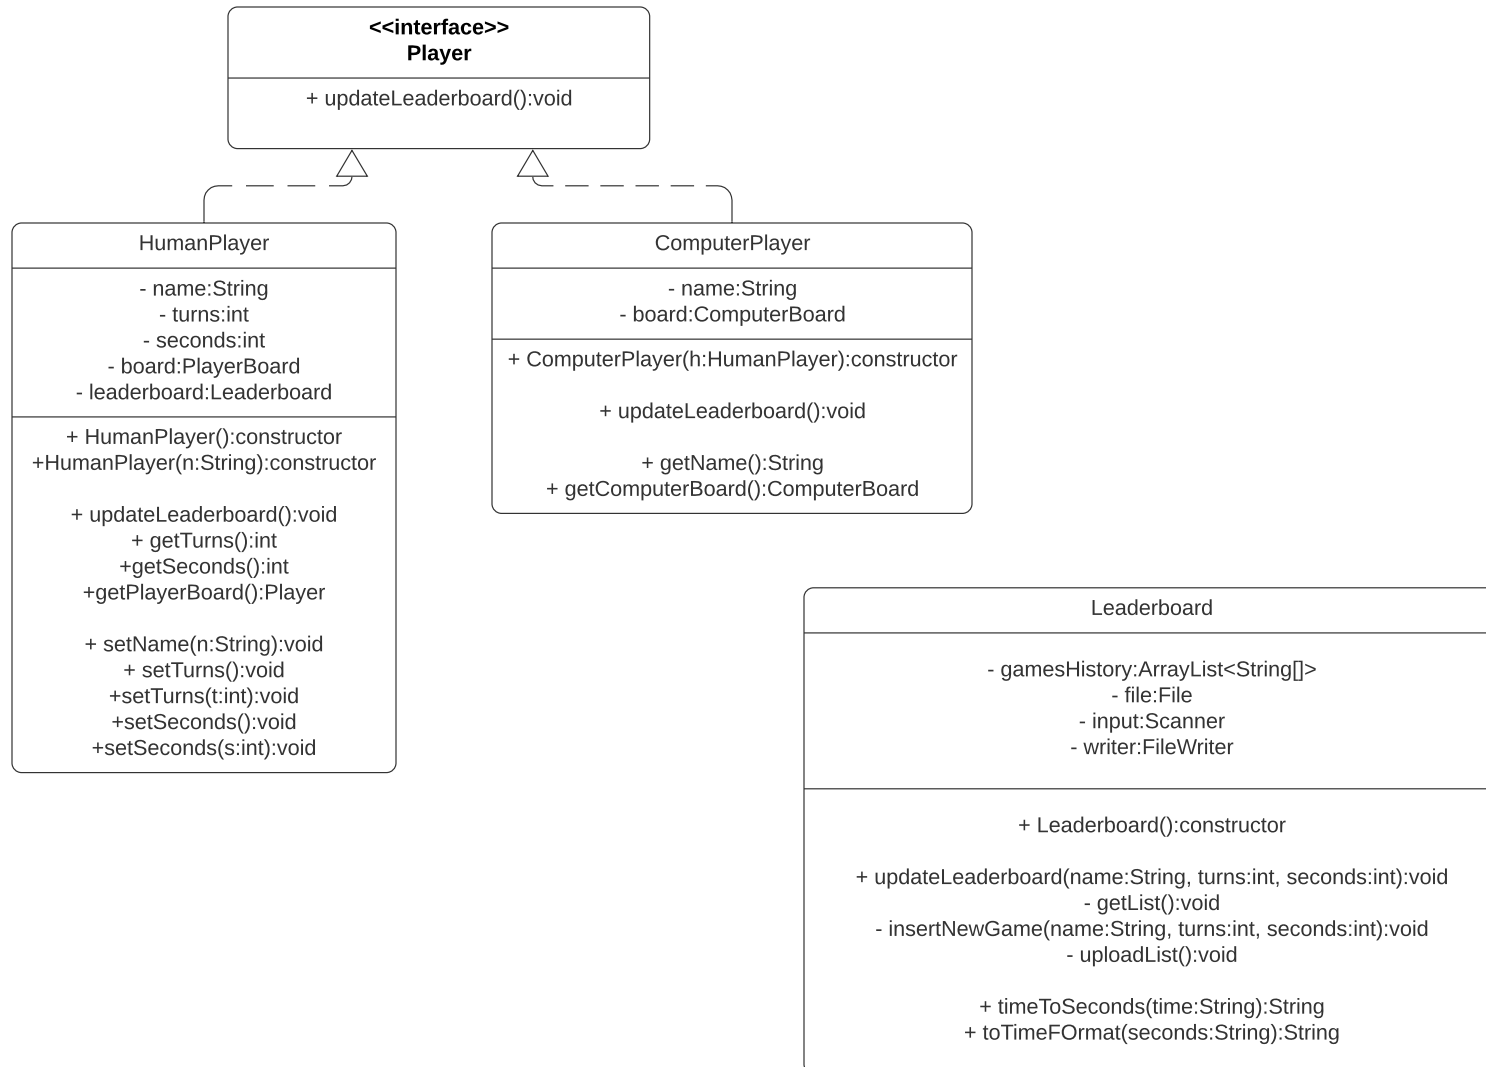 <<interface>>
Player
+ updateLeaderboard():void
HumanPlayer
- name:String
- turns:int
- seconds:int
- board:PlayerBoard
- leaderboard:Leaderboard
+ HumanPlayer():constructor
+HumanPlayer(n:String):constructor
+ updateLeaderboard():void
+ getTurns():int
+getSeconds():int
+getPlayerBoard():Player
+ setName(n:String):void
+ setTurns():void
+setTurns(t:int):void
+setSeconds():void
+setSeconds(s:int):void
ComputerPlayer
- name:String
- board:ComputerBoard
+ ComputerPlayer(h:HumanPlayer):constructor
+ updateLeaderboard():void
+ getName():String
+ getComputerBoard():ComputerBoard
Leaderboard
- gamesHistory:ArrayList<String[]>
- file:File
- input:Scanner
- writer:FileWriter
+ Leaderboard():constructor
+ updateLeaderboard(name:String, turns:int, seconds:int):void
- getList():void
- insertNewGame(name:String, turns:int, seconds:int):void
- uploadList():void
+ timeToSeconds(time:String):String
+ toTimeFOrmat(seconds:String):String